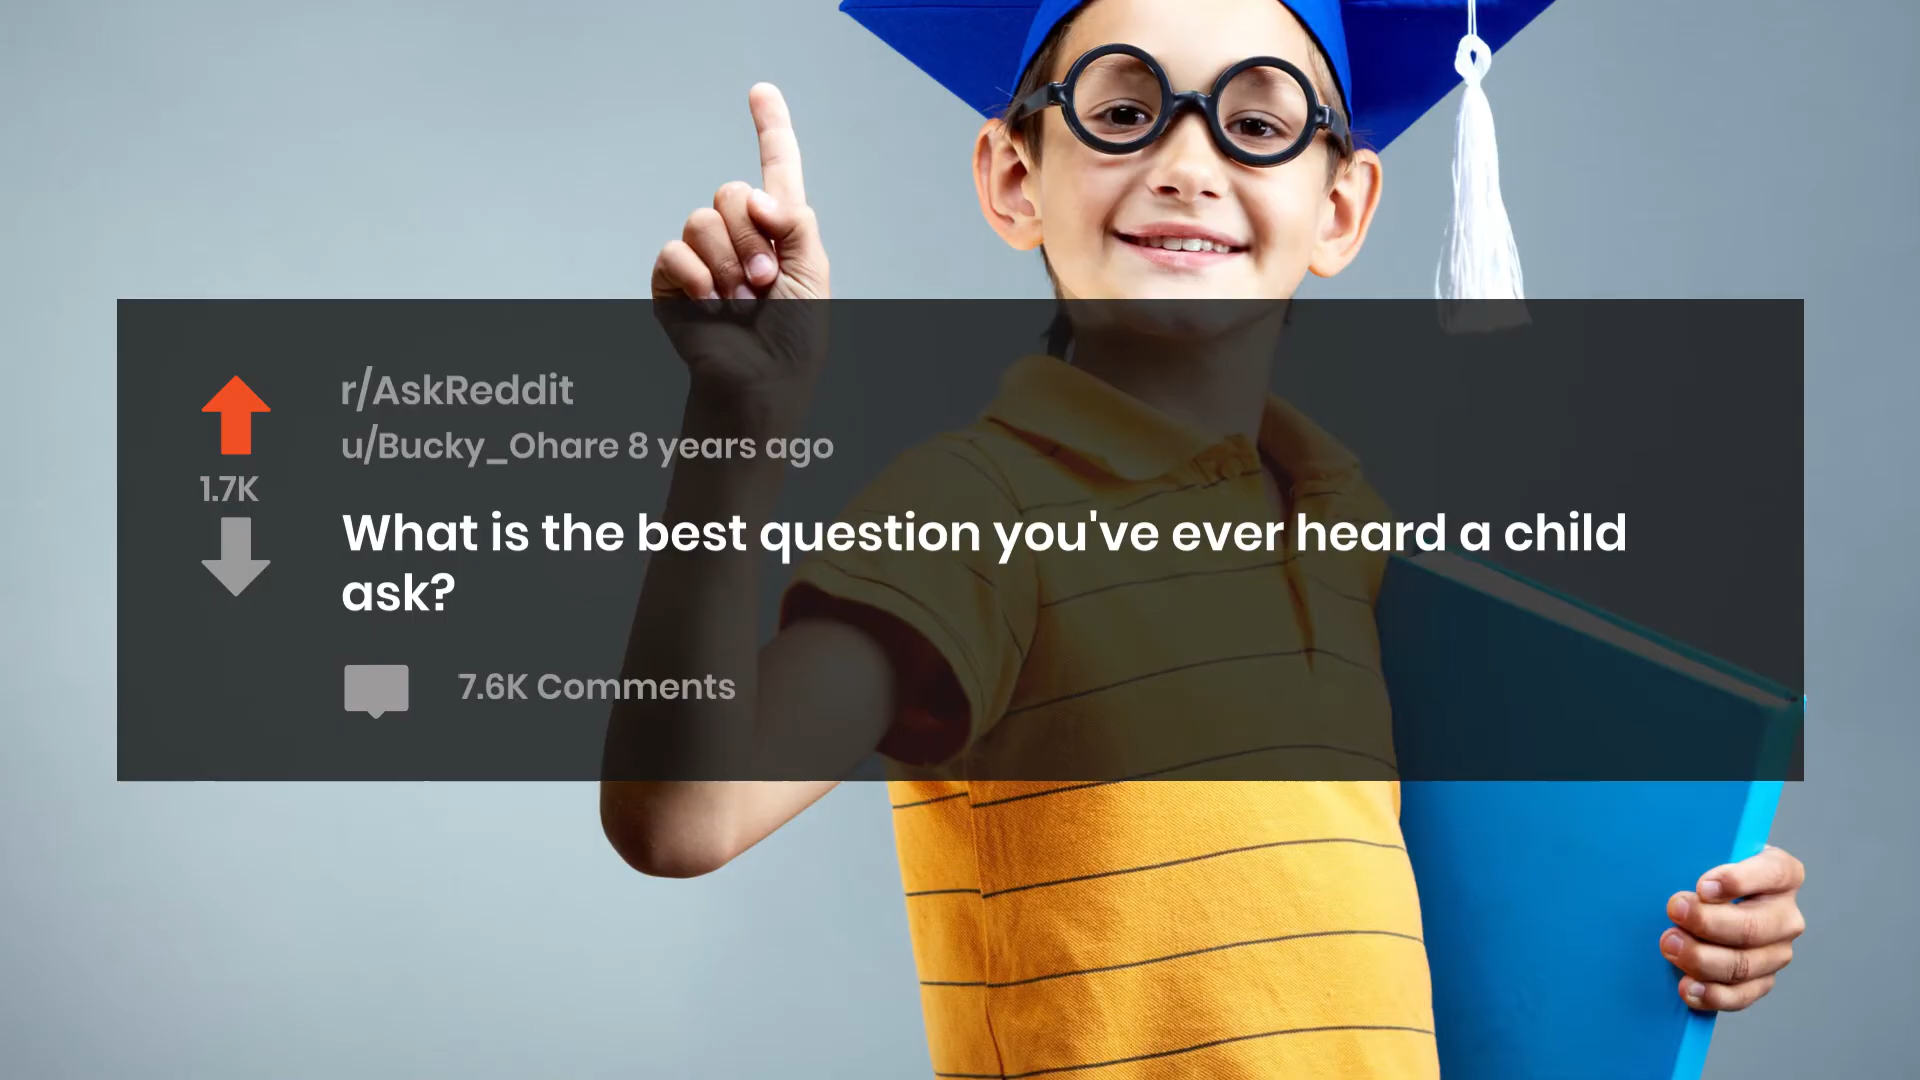 r/AskReddit
u/Bucky_Ohare 8 years ago
1.7K
What is the best question you've ever heard a child
ask?
7.6K Comments